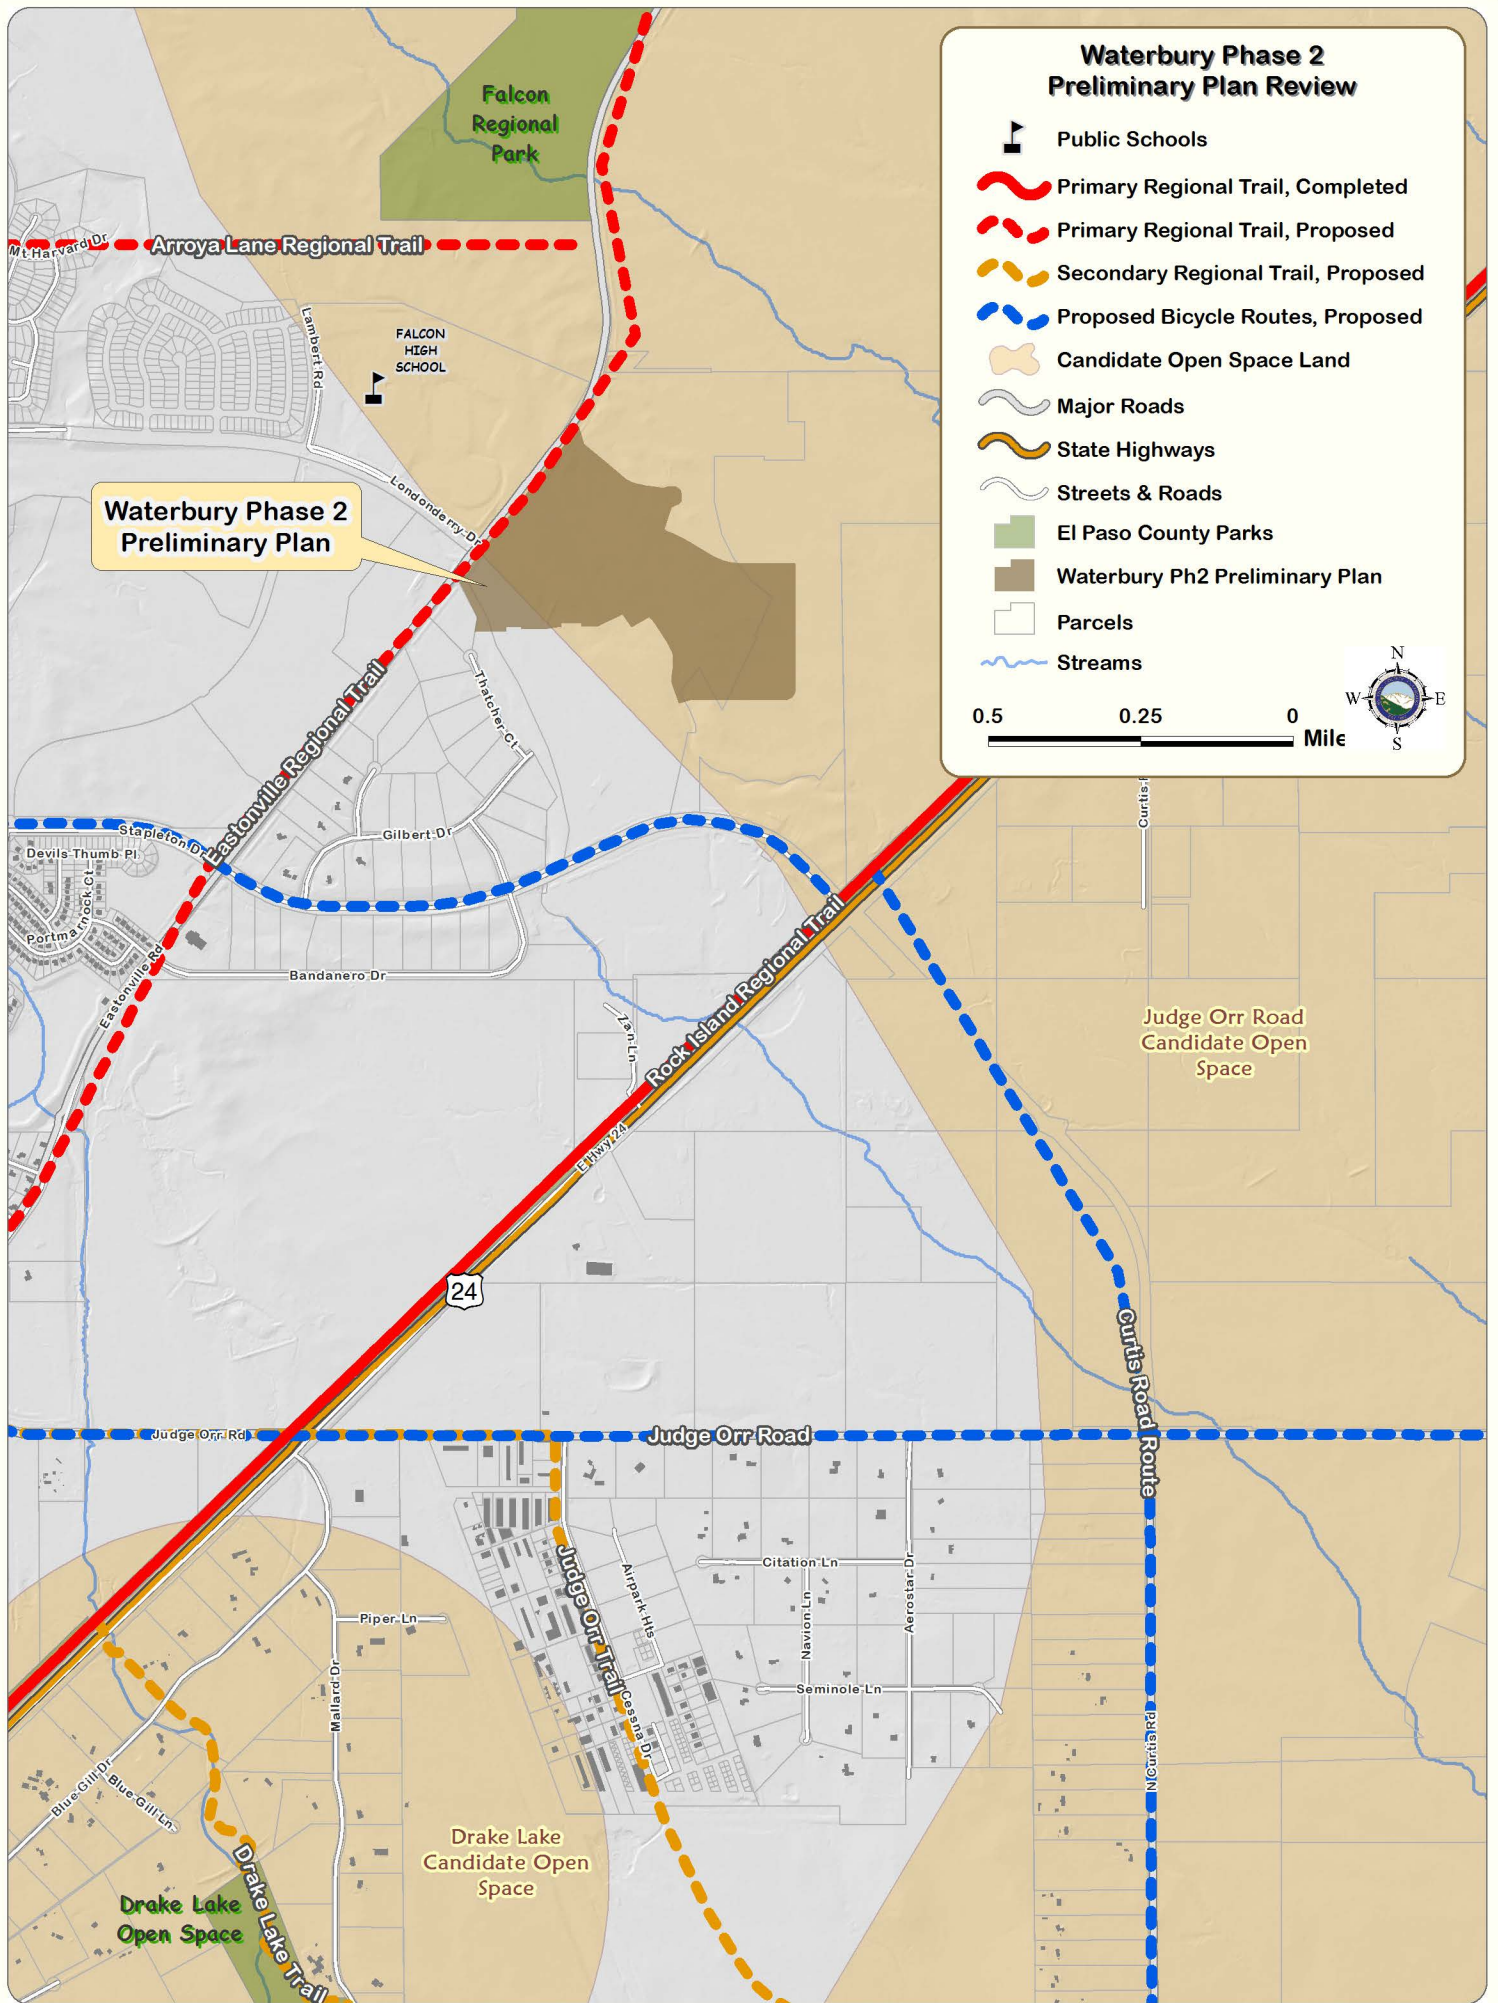 Waterbury Phase 2
Preliminary Plan Review
Public Schools
Primary Regional Trail, Completed
Primary Regional Trail, Proposed
Secondary Regional Trail, Proposed
Proposed Bicycle Routes, Proposed
Candidate Open Space Land
Major Roads
State Highways
Streets & Roads
El Paso County Parks
Waterbury Ph2 Preliminary Plan
Parcels
Streams
N
W
E
S
0.5
0.25
0
Mile
Falcon
Regional
Park
Mt Harvard Dr
Arroya Lane Regional Trail
Lambert Rd
FALCON
HIGH
SCHOOL
Londonderry Dr
Waterbury Phase 2
Preliminary Plan
Thatcher Ct
Eastonville Regional Trail
Gilbert Dr
Stapleton Dr
Devils Thumb Pl
Portmarnock Ct
Eastonville Rd
Bandanero Dr
Curtis
Zan Ln
Rock Island Regional Trail
E Hwy 24
24
Judge Orr Road
Candidate Open
Space
Curtis Road Route
Judge Orr Rd
Judge Orr Road
Judge Orr Trail
Airpark Hts
Citation Ln
Navion Ln
Aerostar Dr
Seminole Ln
Cessna Dr
Piper Ln
Mallard Dr
N Curtis Rd
Blue Gill Dr
Blue Gill Ln
Drake Lake
Candidate Open
Space
Drake Lake
Open Space
Drake Lake Trail